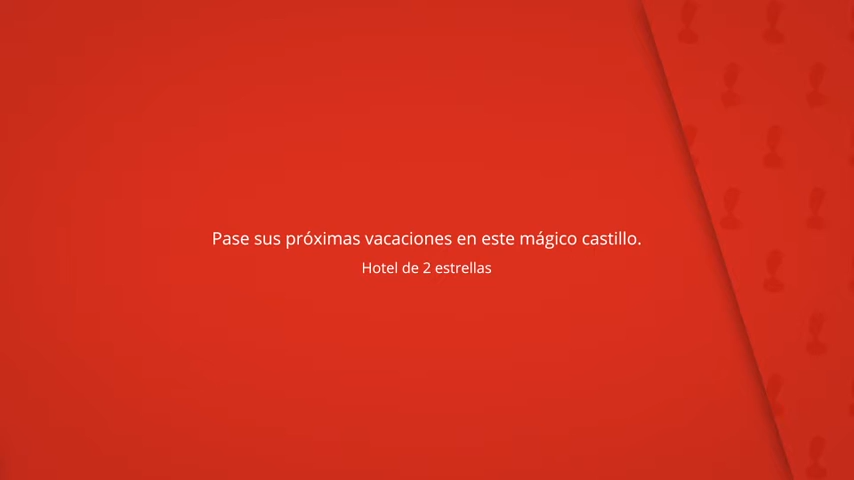 Pase sus próximas vacaciones en este mágico castillo.
Hotel de 2 estrellas